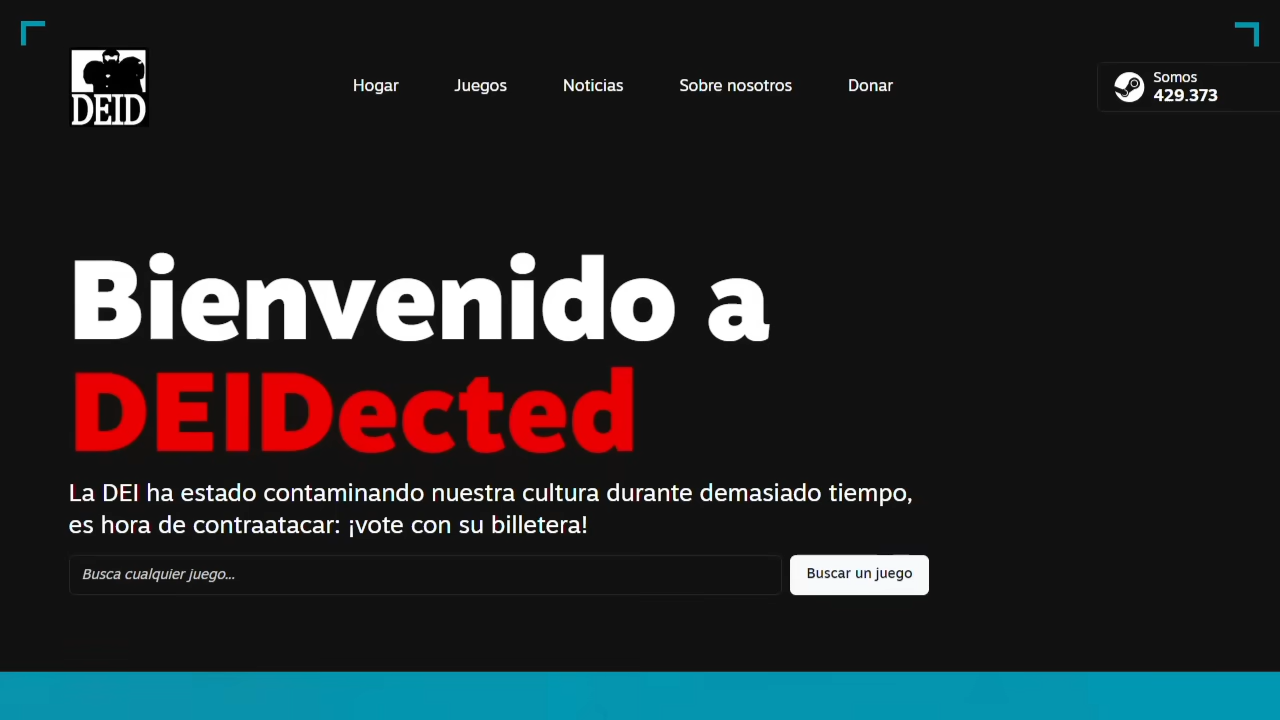 DEID
Hogar
Juegos
Noticias
Sobre nosotros
Donar
Somos
429.373
Bienvenido a
DEIDected
La DEI ha estado contaminando nuestra cultura durante demasiado tiempo,
es hora de contraatacar: ¡vote con su billetera!
Busca cualquier juego...
Buscar un juego